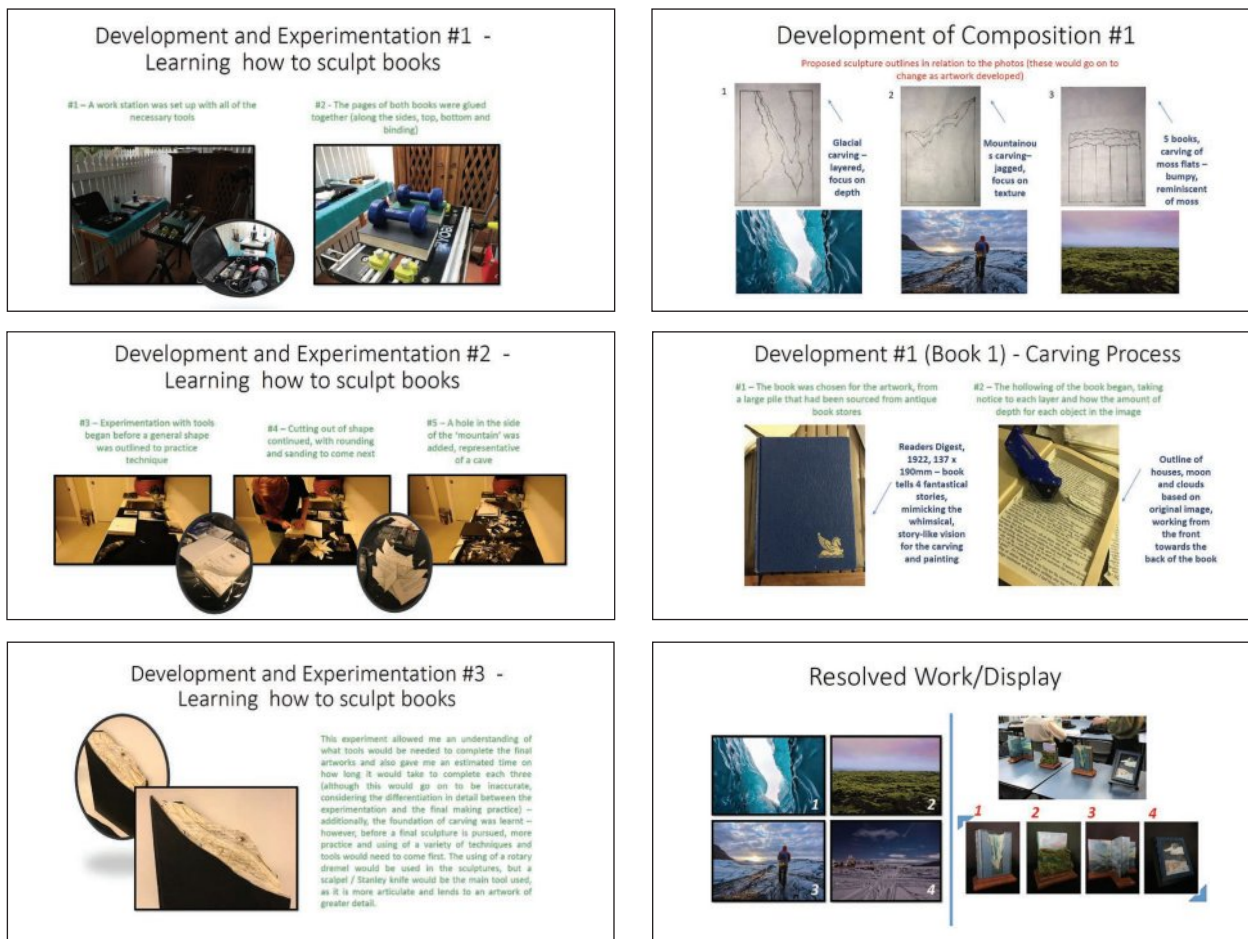 Development and Experimentation #1 -
Learning how to sculpt books
#1 – A work station was set up with all of the
necessary tools
#2 - The pages of both books were glued
together (along the sides, top, bottom and
binding)
Development of Composition #1
Proposed sculpture outlines in relation to the photos (these would go on to
change as artwork developed)
1
Glacial
carving –
layered,
focus on
depth
2
Mountainou
s carving–
jagged,
focus on
texture
3
5 books,
carving of
moss flats –
bumpy,
reminiscent
of moss
Development and Experimentation #2 -
Learning how to sculpt books
#3 – Experimentation with tools
began before a general shape
was outlined to practice
technique
#4 – Cutting out of shape
continued, with rounding
and sanding to come next
#5 – A hole in the side
of the 'mountain' was
added, representative
of a cave
Development #1 (Book 1) - Carving Process
#1 – The book was chosen for the artwork, from
a large pile that had been sourced from antique
book stores
#2 – The hollowing of the book began, taking
notice to each layer and how the amount of
depth for each object in the image
Readers Digest,
1922, 137 x
190mm – book
tells 4 fantastical
stories,
mimicking the
whimsical,
story-like vision
for the carving
and painting
Outline of
houses, moon
and clouds
based on
original image,
working from
the front
towards the
back of the book
Development and Experimentation #3 -
Learning how to sculpt books
This experiment allowed me an understanding of
what tools would be needed to complete the final
artworks and also gave me an estimated time on
how long it would take to complete each three
(although this would go on to be inaccurate,
considering the differentiation in detail between the
experimentation and the final making practice) –
additionally, the foundation of carving was learnt –
however, before a final sculpture is pursued, more
practice and using of a variety of techniques and
tools would need to come first. The using of a rotary
dremel would be used in the sculptures, but a
scalpel / Stanley knife would be the main tool used,
as it is more articulate and lends to an artwork of
greater detail.
Resolved Work/Display
1
2
3
4
1 2 3 4